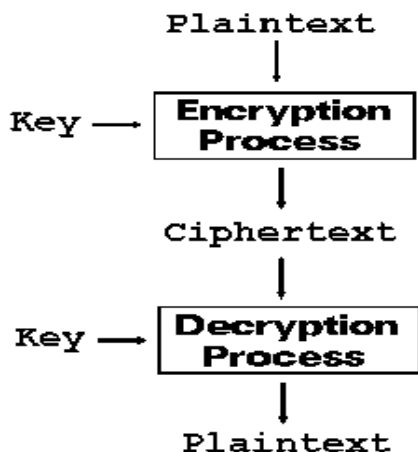 Plaintext
Key
Encryption
Process
Ciphertext
Key
Decryption
Process
Plaintext